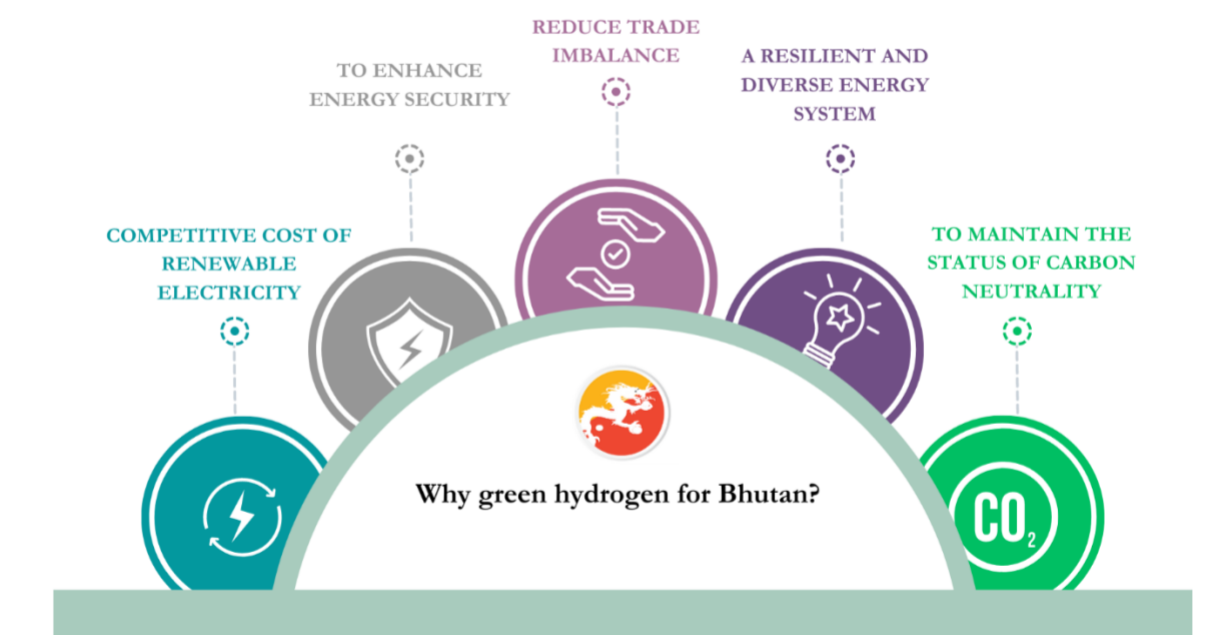 COMPETITIVE COST OF
RENEWABLE
ELECTRICITY
TO ENHANCE
ENERGY SECURITY
REDUCE TRADE
IMBALANCE
A RESILIENT AND
DIVERSE ENERGY
SYSTEM
TO MAINTAIN THE
STATUS OF CARBON
NEUTRALITY
CO₂
Why green hydrogen for Bhutan?